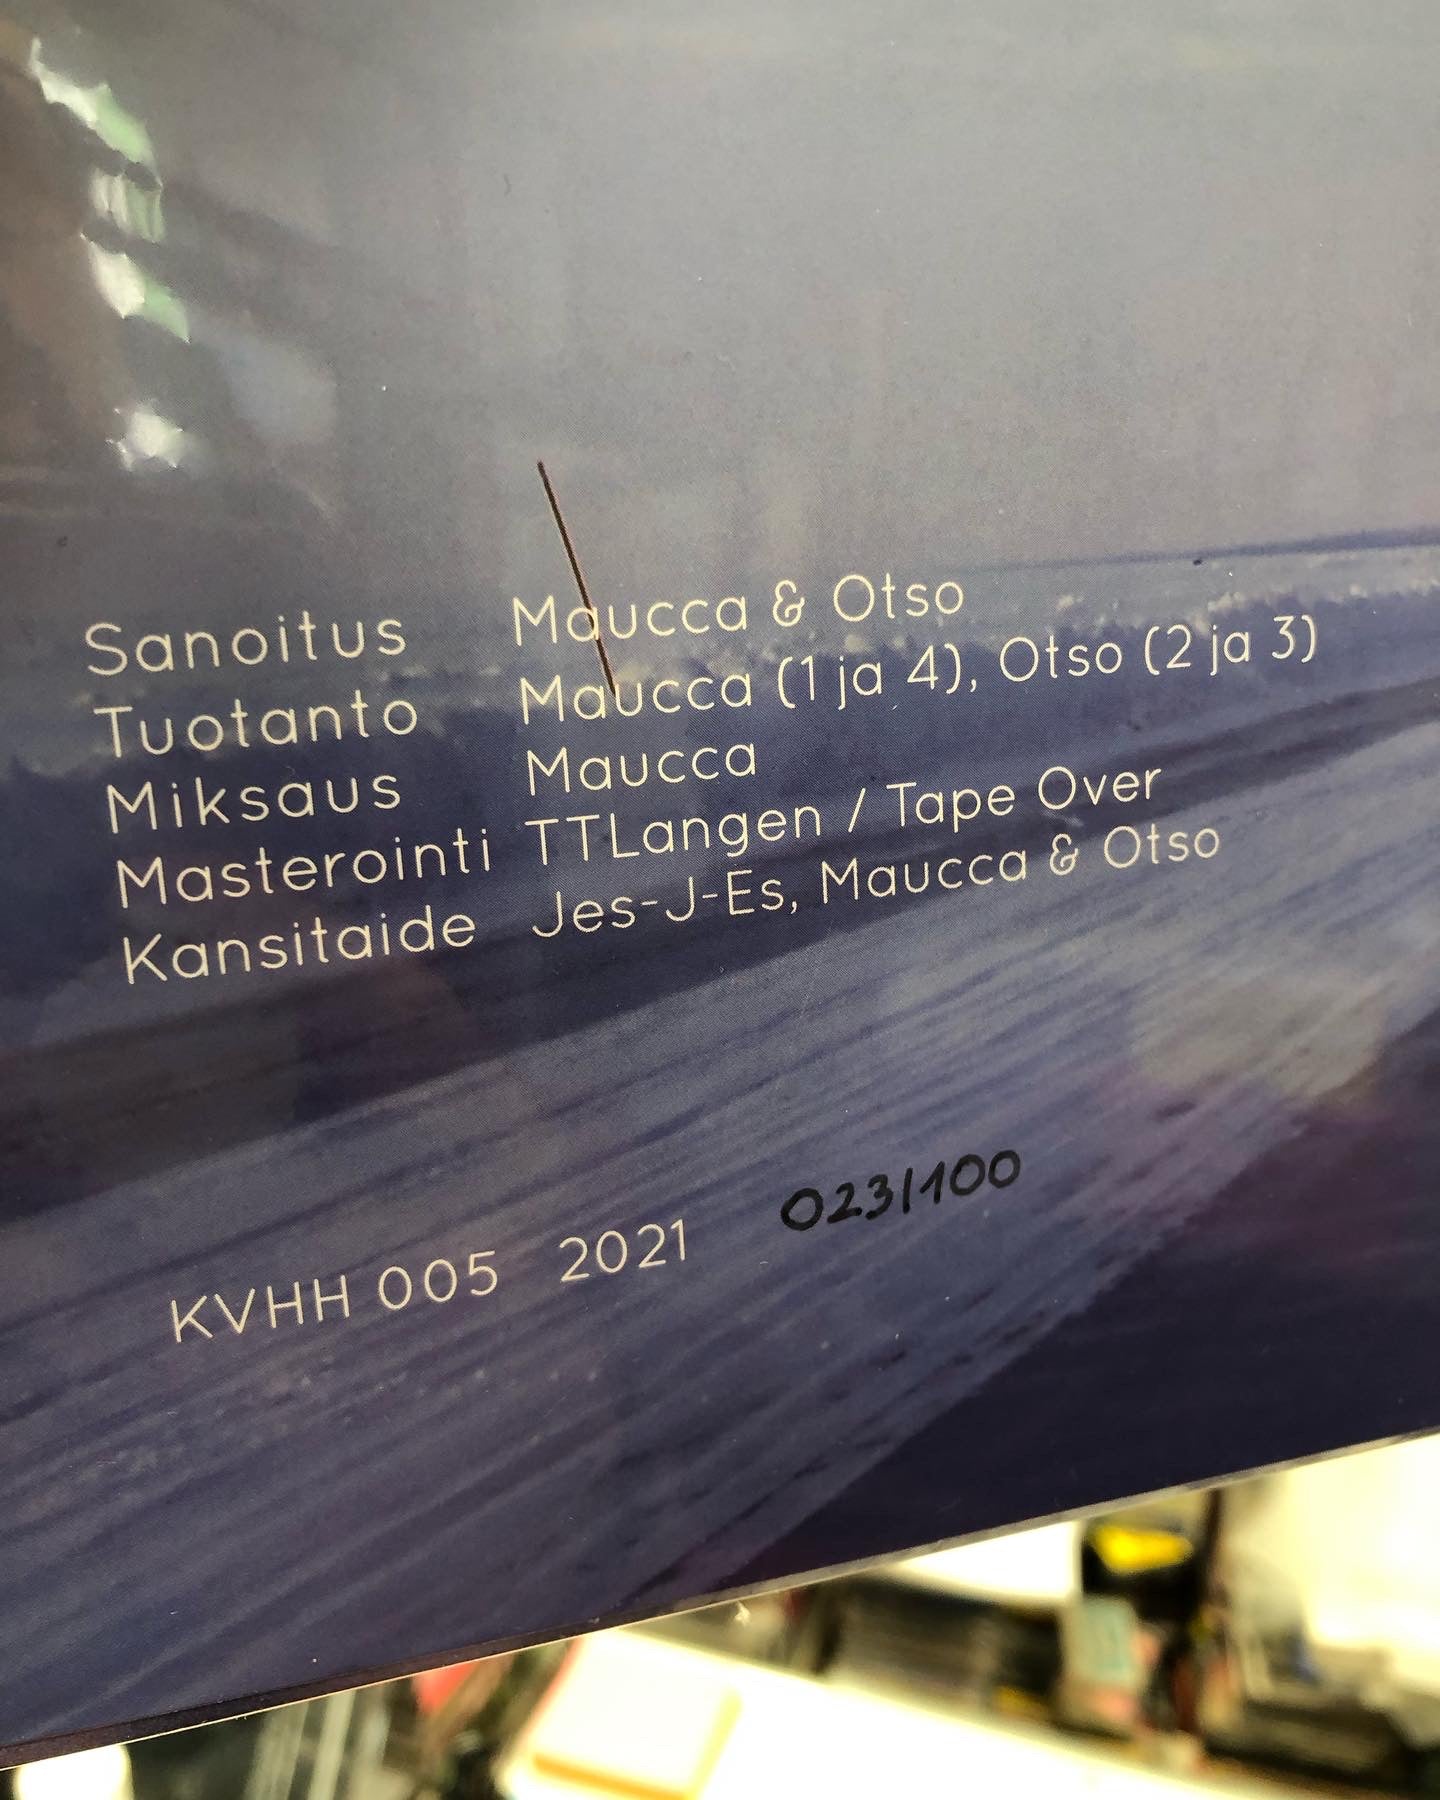 Sanoitus Maucca & Otso
Tuotanto Maucca (1 ja 4), Otso (2 ja 3)
Miksaus Maucca
Masterointi TTLangen / Tape Over
Kansitaide Jes-J-Es, Maucca & Otso
KVHH 005 2021 023/100